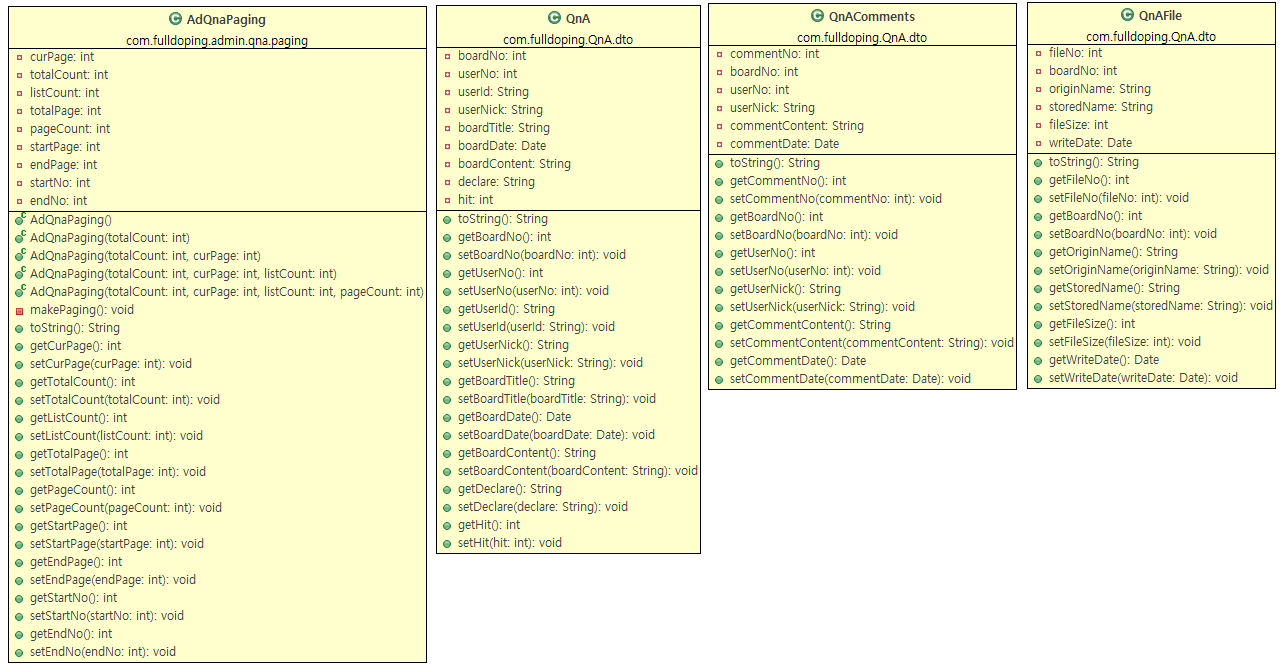 AdQnaPaging
com.fulldoping.admin.qna.paging
curPage: int
totalCount: int
listCount: int
totalPage: int
pageCount: int
startPage: int
endPage: int
startNo: int
endNo: int
AdQnaPaging()
AdQnaPaging(totalCount: int)
AdQnaPaging(totalCount: int, curPage: int)
AdQnaPaging(totalCount: int, curPage: int, listCount: int)
AdQnaPaging(totalCount: int, curPage: int, listCount: int, pageCount: int)
makePaging(): void
toString(): String
getCurPage(): int
setCurPage(curPage: int): void
getTotalCount(): int
setTotalCount(totalCount: int): void
getListCount(): int
setListCount(listCount: int): void
getTotalPage(): int
setTotalPage(totalPage: int): void
getPageCount(): int
setPageCount(pageCount: int): void
getStartPage(): int
setStartPage(startPage: int): void
getEndPage(): int
setEndPage(endPage: int): void
getStartNo(): int
setStartNo(startNo: int): void
getEndNo(): int
setEndNo(endNo: int): void
QnA
com.fulldoping.QnA.dto
boardNo: int
userNo: int
userId: String
userNick: String
boardTitle: String
boardDate: Date
boardContent: String
declare: String
hit: int
toString(): String
getBoardNo(): int
setBoardNo(boardNo: int): void
getUserNo(): int
setUserNo(userNo: int): void
getUserId(): String
setUserId(userId: String): void
getUserNick(): String
setUserNick(userNick: String): void
getBoardTitle(): String
setBoardTitle(boardTitle: String): void
getBoardDate(): Date
setBoardDate(boardDate: Date): void
getBoardContent(): String
setBoardContent(boardContent: String): void
getDeclare(): String
setDeclare(declare: String): void
getHit(): int
setHit(hit: int): void
QnAComments
com.fulldoping.QnA.dto
commentNo: int
boardNo: int
userNo: int
userNick: String
commentContent: String
commentDate: Date
toString(): String
getCommentNo(): int
setCommentNo(commentNo: int): void
getBoardNo(): int
setBoardNo(boardNo: int): void
getUserNo(): int
setUserNo(userNo: int): void
getUserNick(): String
setUserNick(userNick: String): void
getCommentContent(): String
setCommentContent(commentContent: String): void
getCommentDate(): Date
setCommentDate(commentDate: Date): void
QnAFile
com.fulldoping.QnA.dto
fileNo: int
boardNo: int
originName: String
storedName: String
fileSize: int
writeDate: Date
toString(): String
getFileNo(): int
setFileNo(fileNo: int): void
getBoardNo(): int
setBoardNo(boardNo: int): void
getOriginName(): String
setOriginName(originName: String): void
getStoredName(): String
setStoredName(storedName: String): void
getFileSize(): int
setFileSize(fileSize: int): void
getWriteDate(): Date
setWriteDate(writeDate: Date): void